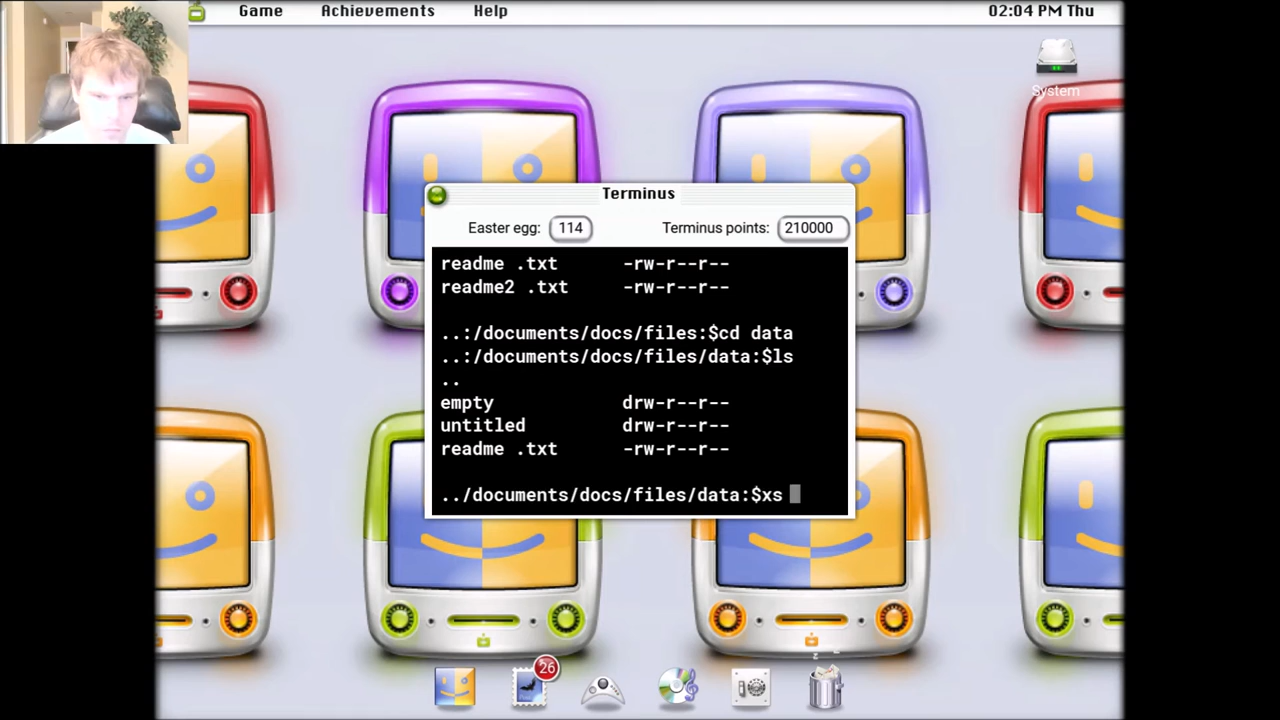 Game Achievements Help 02:04 PM Thu
System
Terminus
Easter egg: 114 Terminus points: 210000
readme .txt -rw-r--r--
readme2 .txt -rw-r--r--
..:/documents/docs/files:$cd data
..:/documents/docs/files/data:$ls
..
empty drw-r--r--
untitled drw-r--r--
readme .txt -rw-r--r--
../documents/docs/files/data:$xs
26